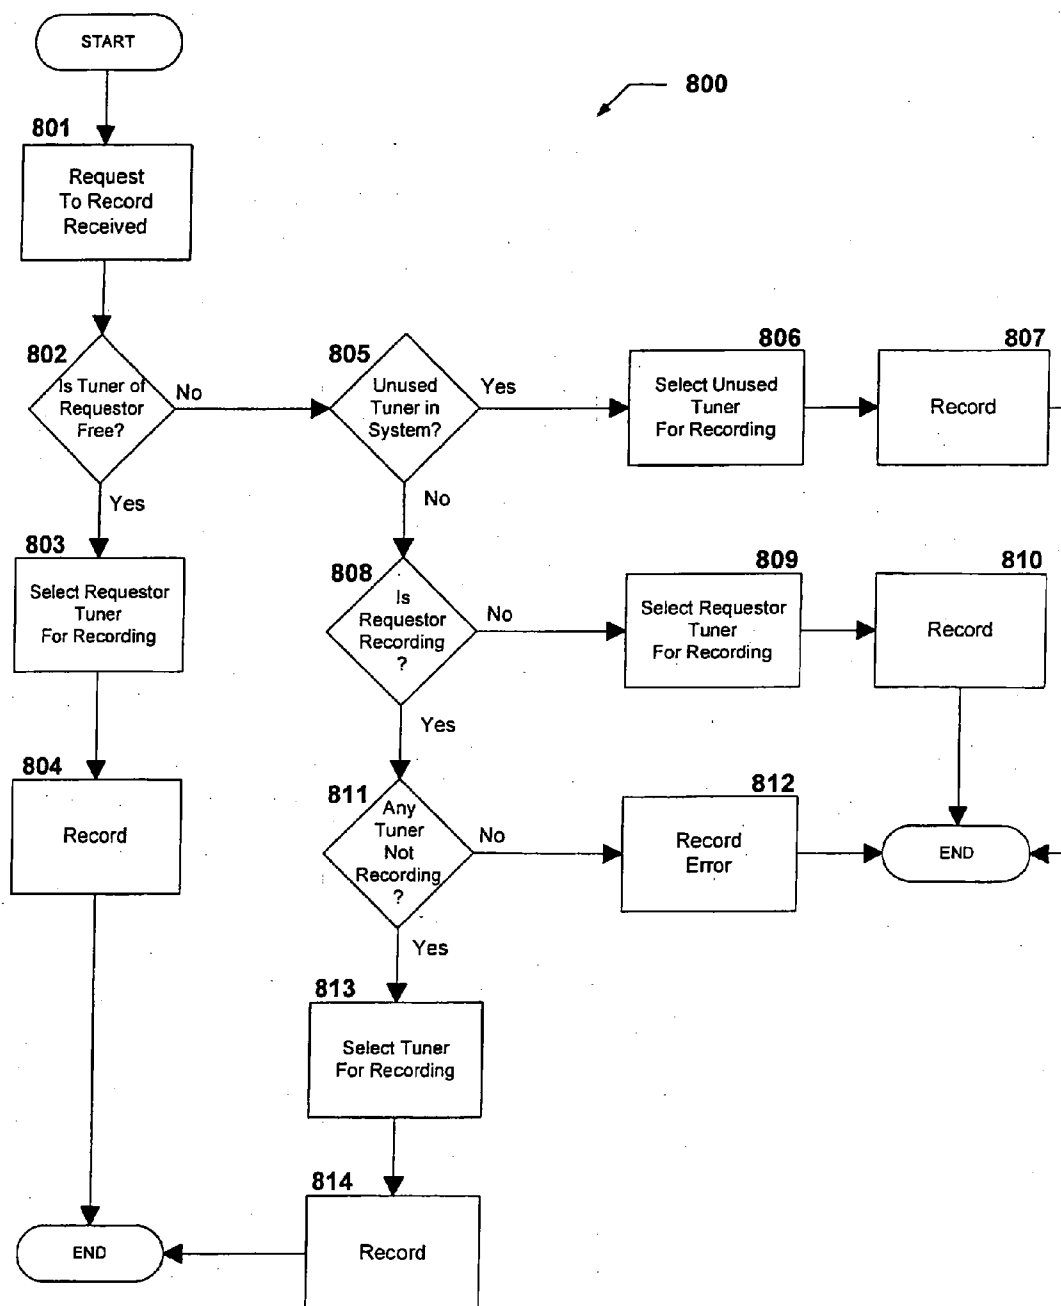 START
800
801
Request
To Record
Received
802
Is Tuner of
Requestor
Free?
No
Yes
805
Unused
Tuner in
System?
Yes
No
806
Select Unused
Tuner
For Recording
807
Record
803
Select Requestor
Tuner
For Recording
808
Is
Requestor
Recording
?
No
Yes
809
Select Requestor
Tuner
For Recording
810
Record
804
Record
811
Any
Tuner
Not
Recording
?
No
Yes
812
Record
Error
END
813
Select Tuner
For Recording
814
Record
END